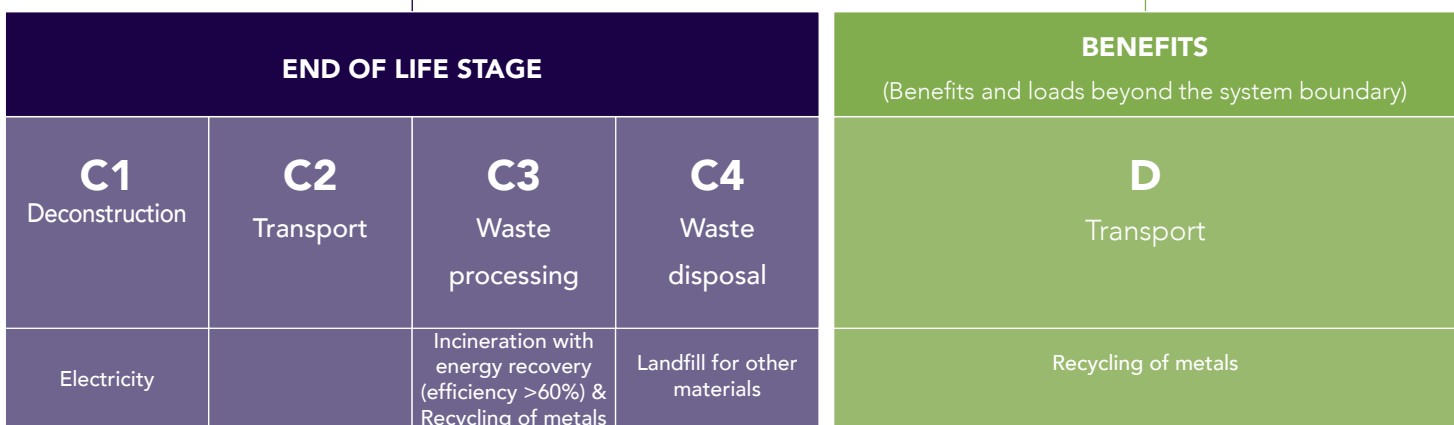 END OF LIFE STAGE
BENEFITS
(Benefits and loads beyond the system boundary)
C1
Deconstruction
C2
Transport
C3
Waste
processing
C4
Waste
disposal
D
Transport
Electricity
Incineration with
energy recovery
(efficiency >60%) &
Recycling of metals
Landfill for other
materials
Recycling of metals